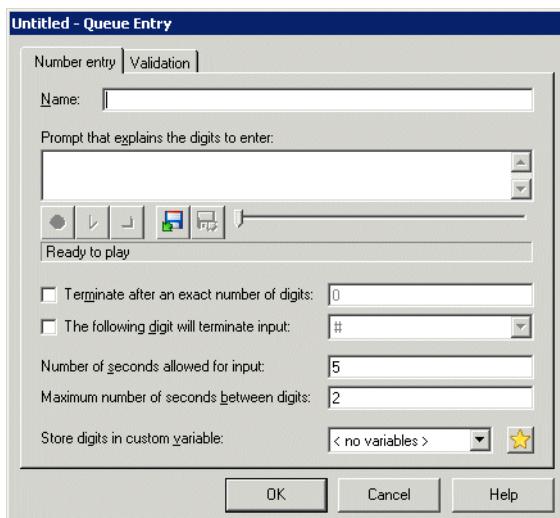 Untitled - Queue Entry
Number entry Validation
Name:
Prompt that explains the digits to enter:
Ready to play
Terminate after an exact number of digits: 0
The following digit will terminate input: #
Number of seconds allowed for input: 5
Maximum number of seconds between digits: 2
Store digits in custom variable: < no variables >
OK Cancel Help